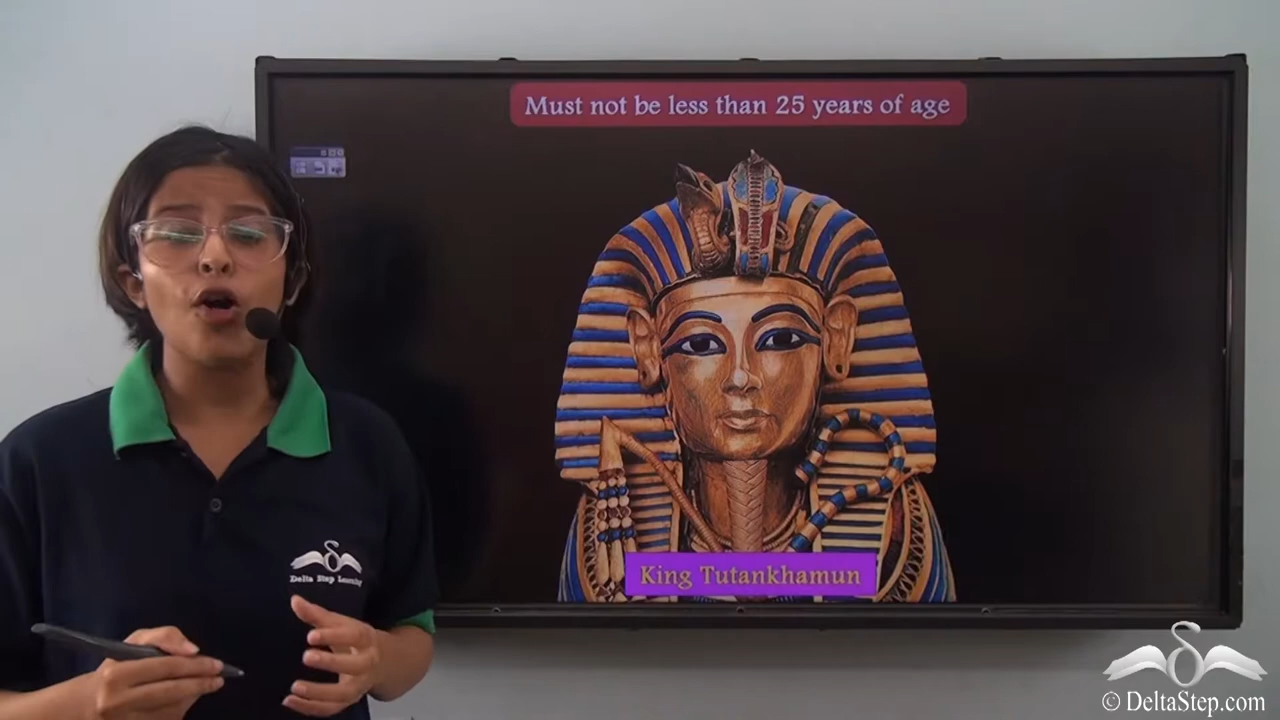 Must not be less than 25 years of age
King Tutankhamun
Delta Step Learning
© DeltaStep.com